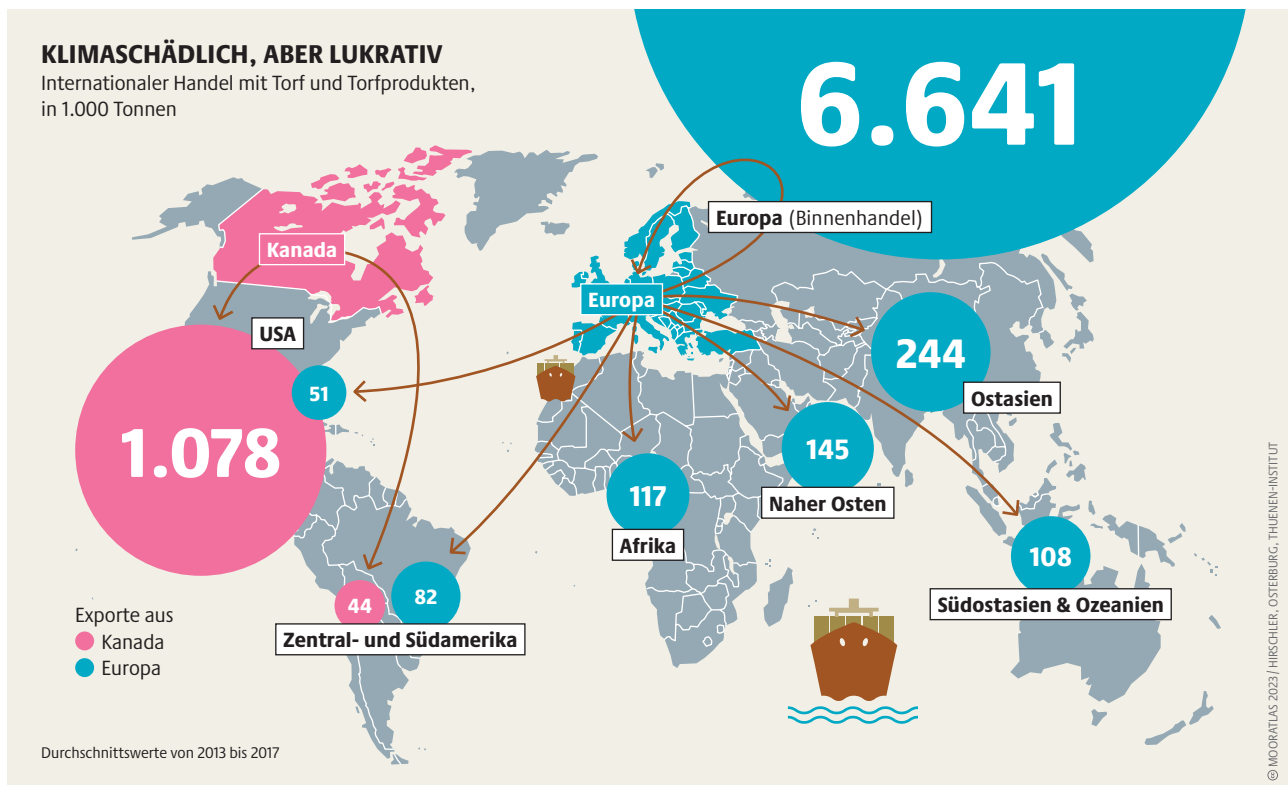 KLIMASCHÄDLICH, ABER LUKRATIV
Internationaler Handel mit Torf und Torfprodukten,
in 1.000 Tonnen
6.641
Europa (Binnenhandel)
Kanada
Europa
USA
51
1.078
244
Ostasien
145
Naher Osten
117
Afrika
108
Südostasien & Ozeanien
44
82
Zentral- und Südamerika
Exporte aus
Kanada
Europa
Durchschnittswerte von 2013 bis 2017
© MOORATLAS 2023 / HIRSCHLER, OSTERBURG, THUENEN-INSTITUT